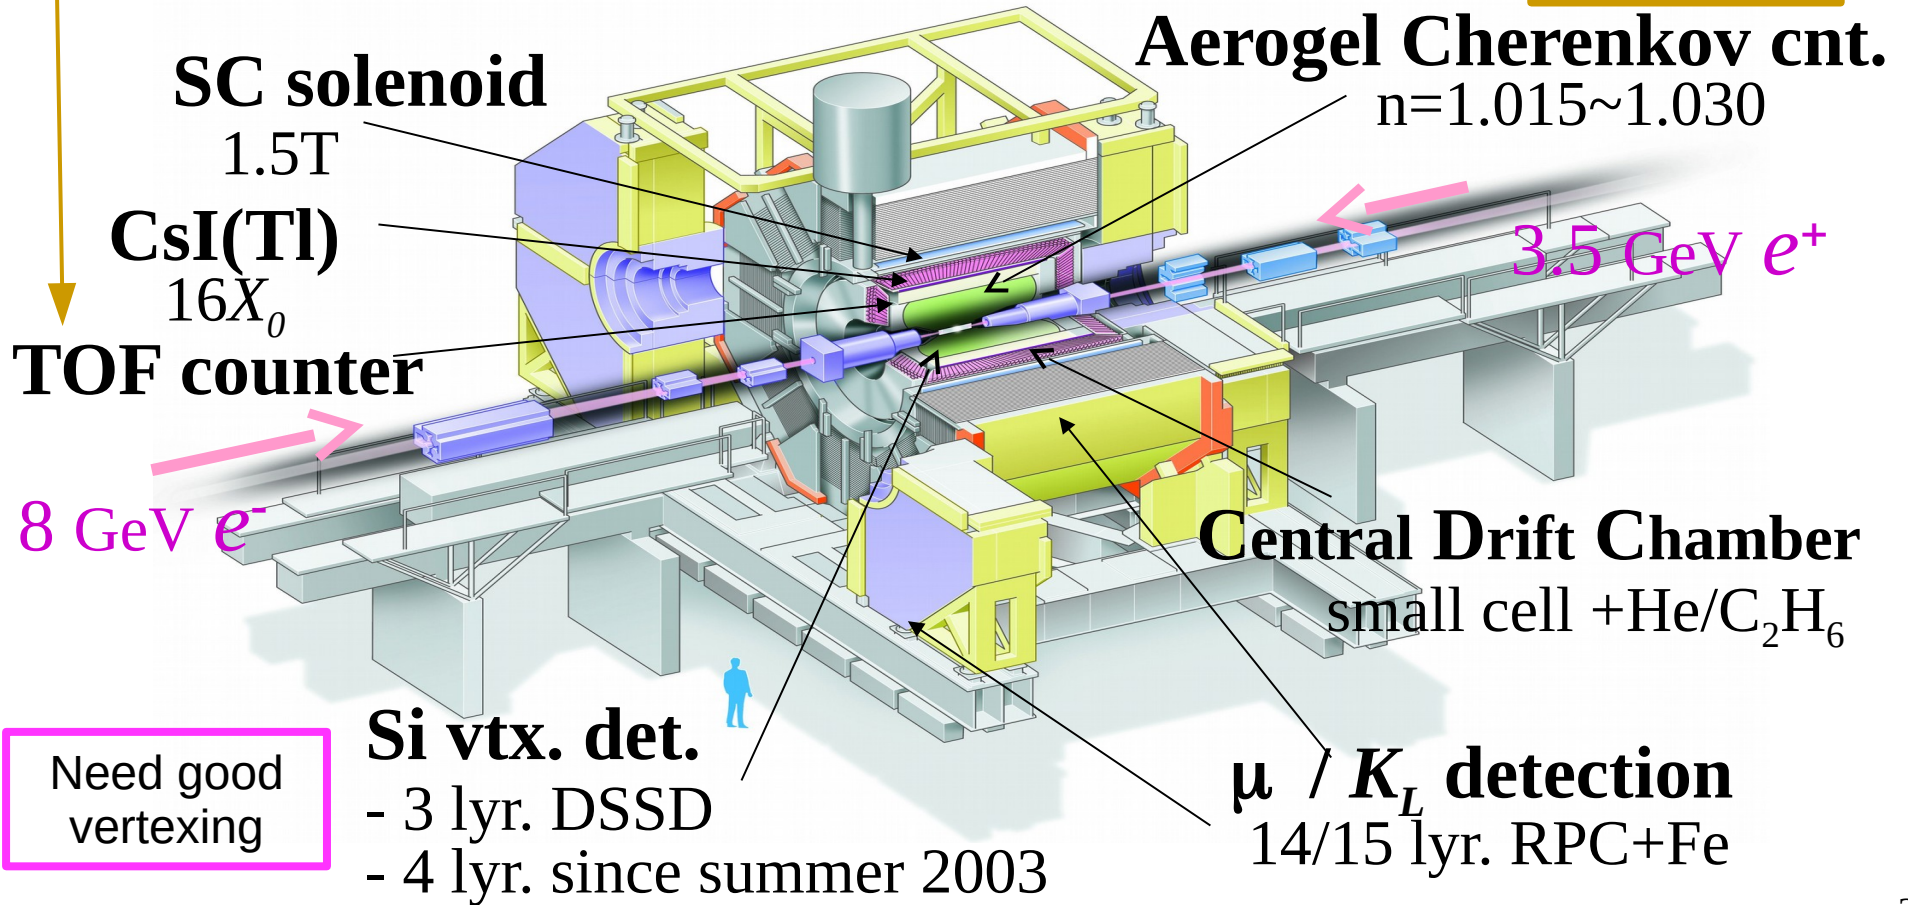 SC solenoid
1.5T
CsI(Tl)
16X₀
TOF counter
8 GeV e⁻
Aerogel Cherenkov cnt.
n=1.015~1.030
3.5 GeV e⁺
Central Drift Chamber
small cell +He/C₂H₆
Si vtx. det.
- 3 lyr. DSSD
- 4 lyr. since summer 2003
μ / K_L detection
14/15 lyr. RPC+Fe
Need good
vertexing